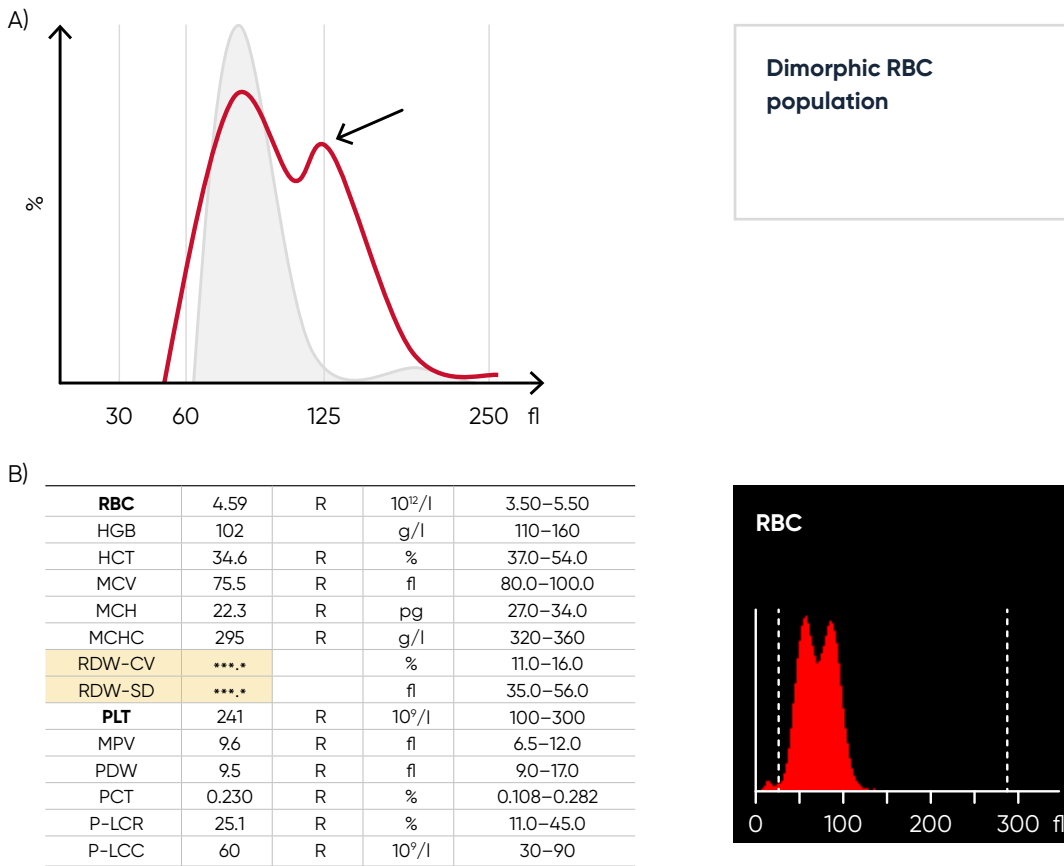 A)
%
30 60 125 250 fl
Dimorphic RBC
population
B)
RBC 4.59 R 10¹²/l 3.50–5.50
HGB 102 g/l 110–160
HCT 34.6 R % 37.0–54.0
MCV 75.5 R fl 80.0–100.0
MCH 22.3 R pg 27.0–34.0
MCHC 295 R g/l 320–360
RDW-CV ***.* % 11.0–16.0
RDW-SD ***.* fl 35.0–56.0
PLT 241 R 10⁹/l 100–300
MPV 9.6 R fl 6.5–12.0
PDW 9.5 R fl 9.0–17.0
PCT 0.230 R % 0.108–0.282
P-LCR 25.1 R % 11.0–45.0
P-LCC 60 R 10⁹/l 30–90
RBC
0 100 200 300 fl